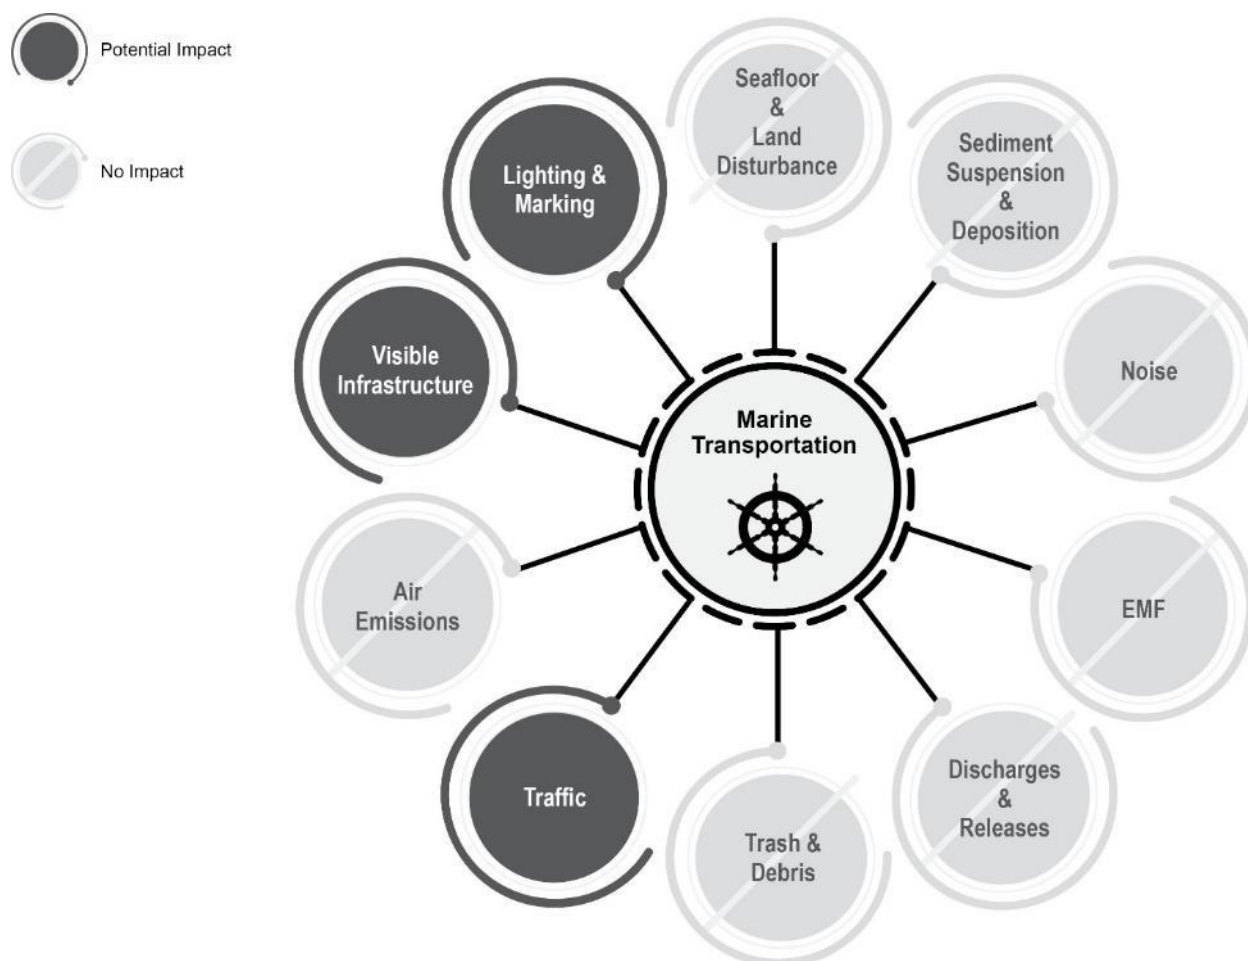 Potential Impact
No Impact
Seafloor
&
Land
Disturbance
Sediment
Suspension
&
Deposition
Noise
EMF
Discharges
&
Releases
Trash &
Debris
Traffic
Air
Emissions
Visible
Infrastructure
Lighting &
Marking
Marine
Transportation